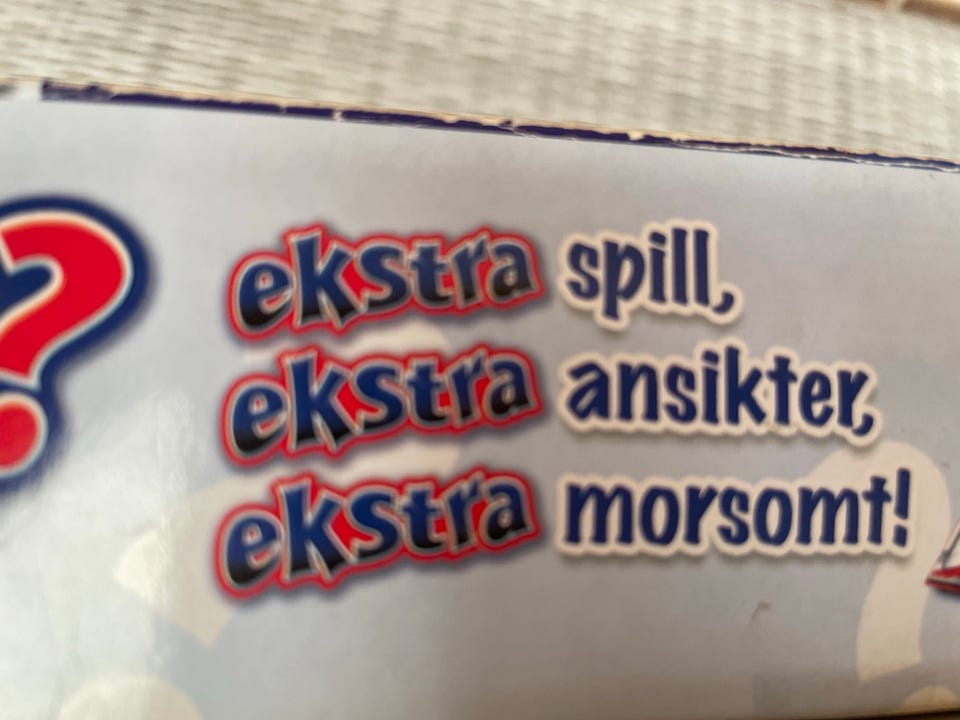 ?
ekstra spill,
ekstra ansikter,
ekstra morsomt!